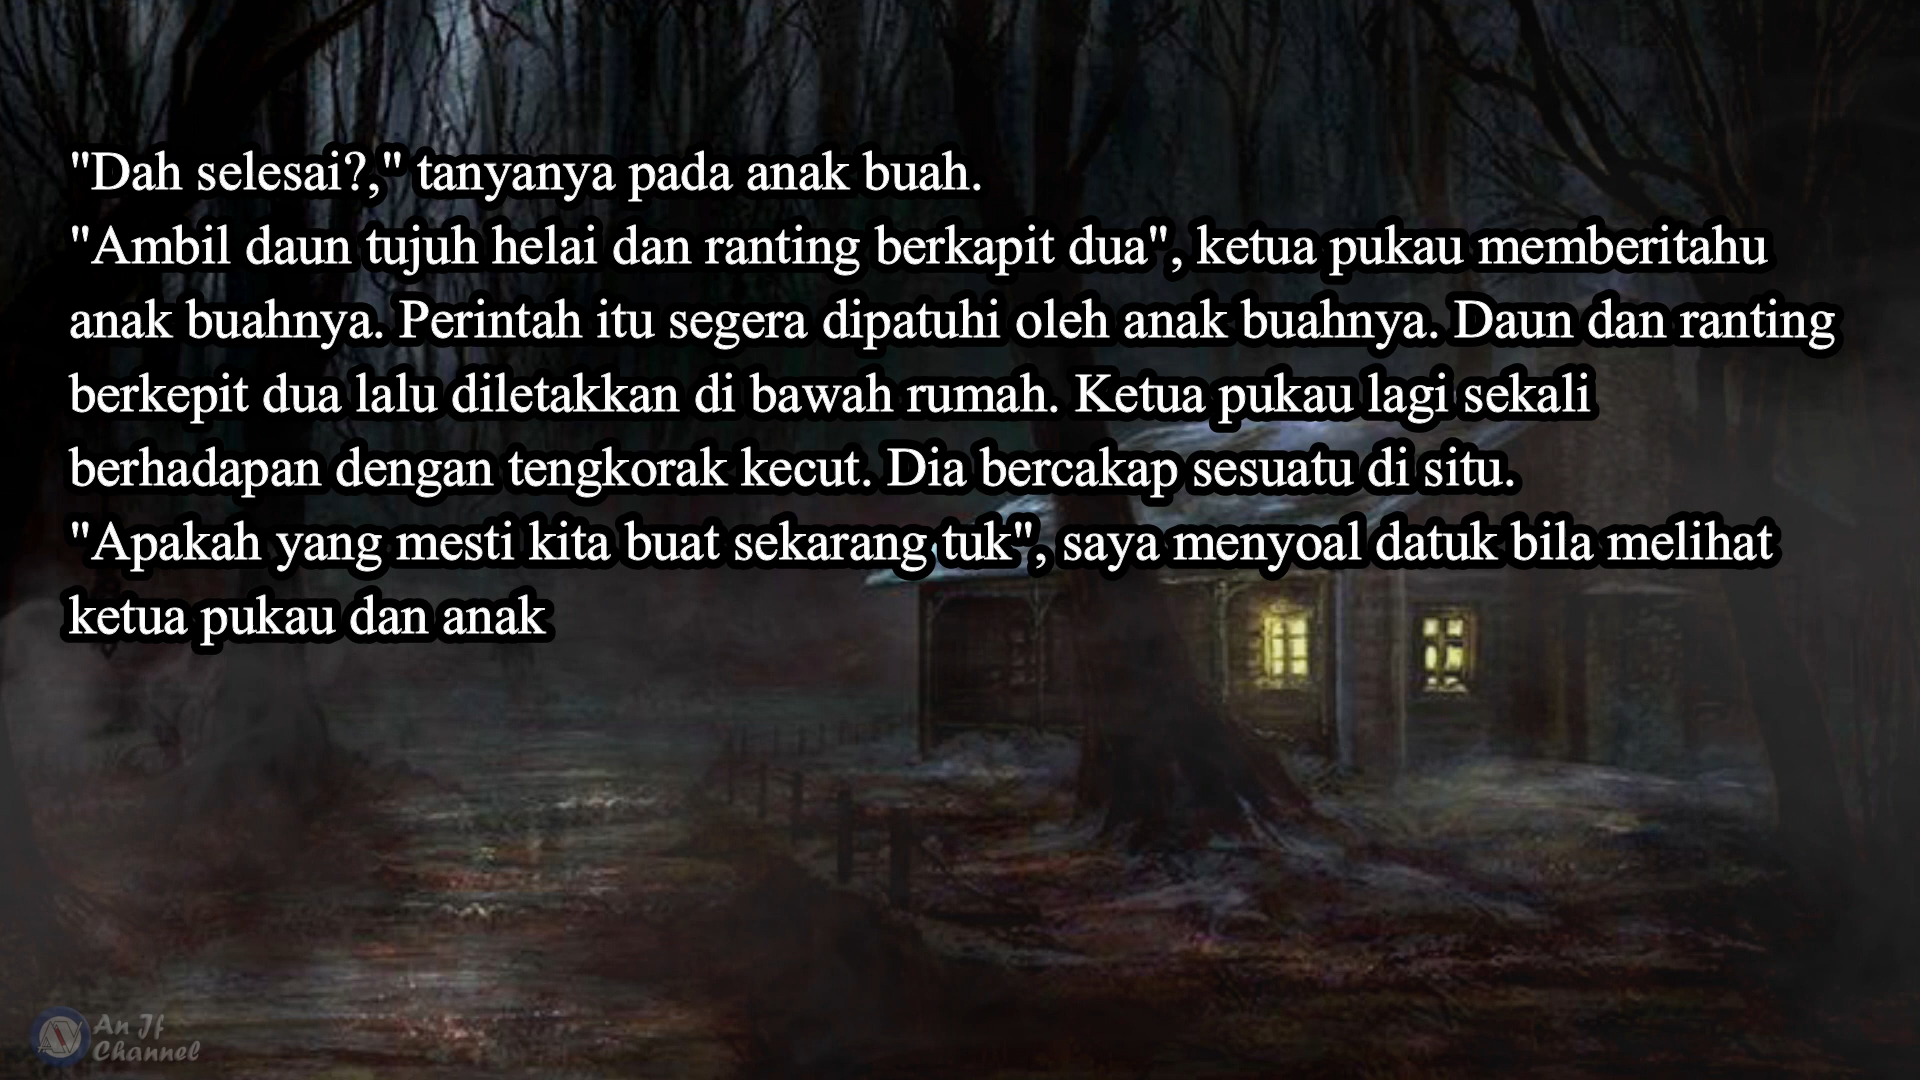 "Dah selesai?," tanyanya pada anak buah.
"Ambil daun tujuh helai dan ranting berkapit dua", ketua pukau memberitahu
anak buahnya. Perintah itu segera dipatuhi oleh anak buahnya. Daun dan ranting
berkepit dua lalu diletakkan di bawah rumah. Ketua pukau lagi sekali
berhadapan dengan tengkorak kecut. Dia bercakap sesuatu di situ.
"Apakah yang mesti kita buat sekarang tuk", saya menyoal datuk bila melihat
ketua pukau dan anak
An If
Channel